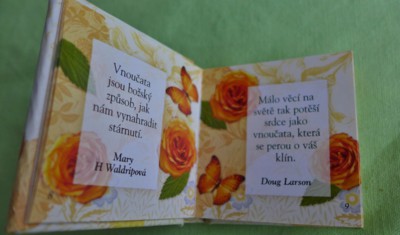 Vnoučata
jsou božský
způsob, jak
nám vynahradit
stárnutí.
Mary
H Waldripová
Málo věcí na
světě tak potěší
srdce jako
vnoučata, která
se perou o váš
klín.
Doug Larson
9